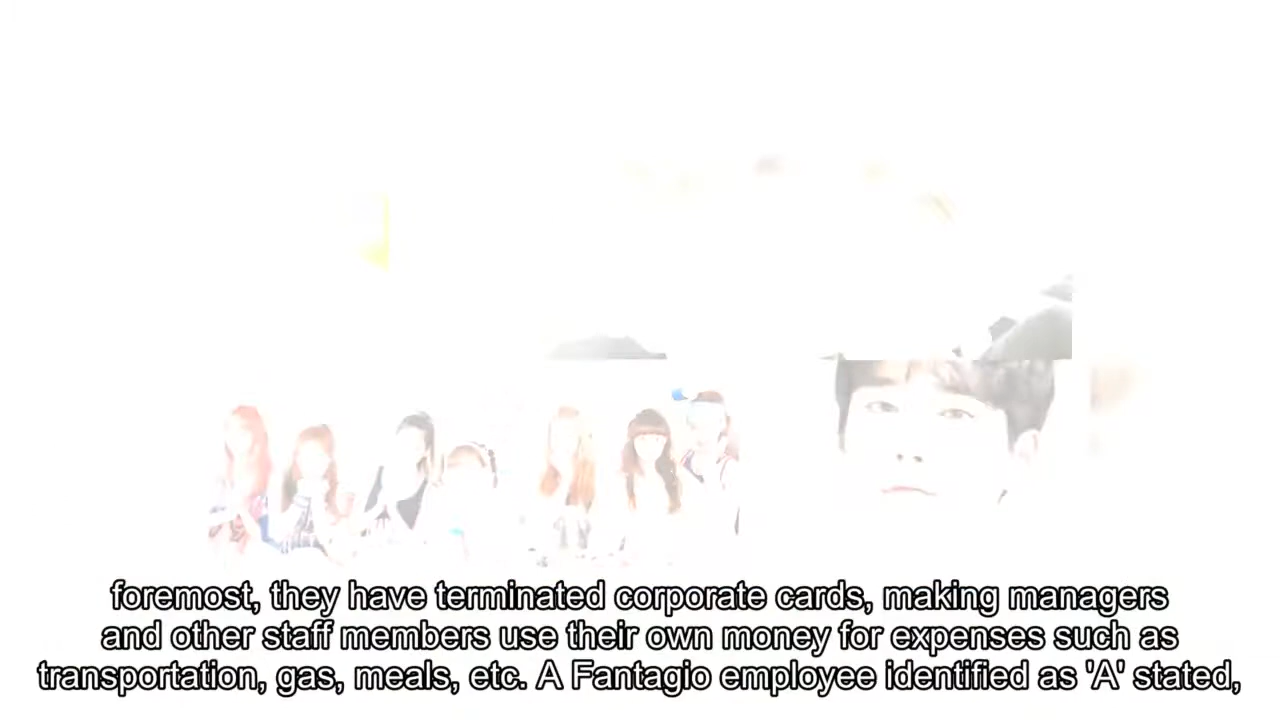 foremost, they have terminated corporate cards, making managers
and other staff members use their own money for expenses such as
transportation, gas, meals, etc. A Fantagio employee identified as 'A' stated,